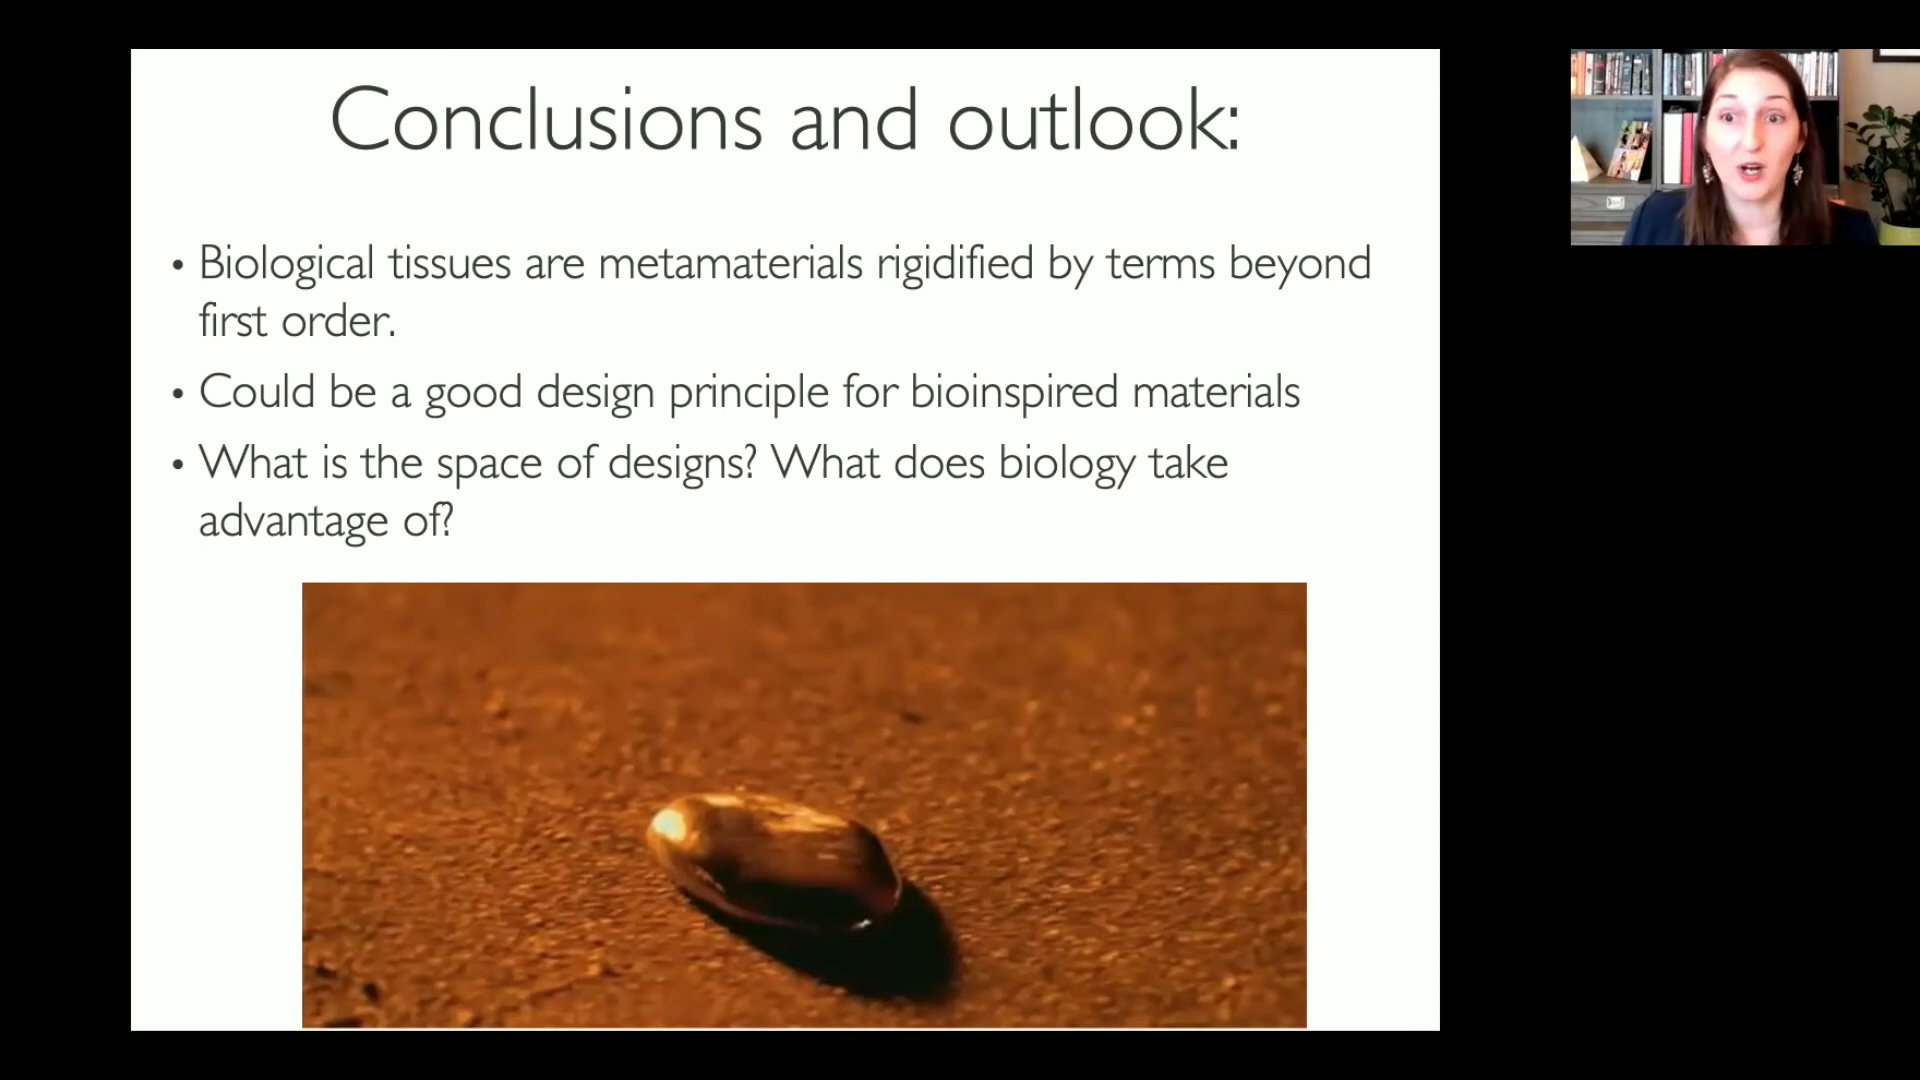 Conclusions and outlook:
• Biological tissues are metamaterials rigidified by terms beyond
first order.
• Could be a good design principle for bioinspired materials
• What is the space of designs? What does biology take
advantage of?